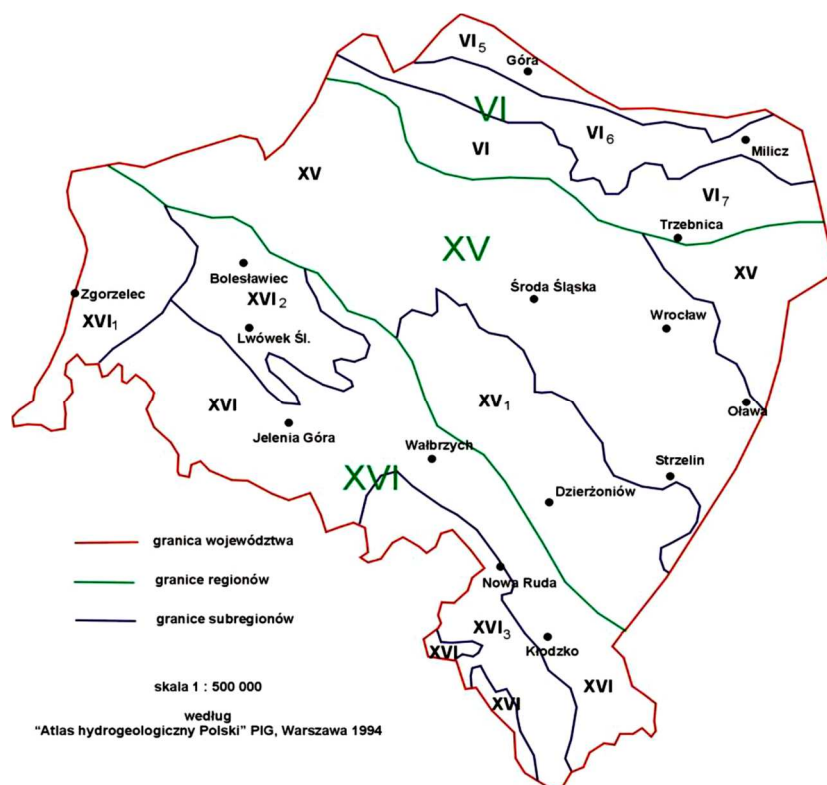 VI₅
Góra
VI
VI₆
VI
Milicz
XV
VI₇
Trzebnica
XV
XV
Bolesławiec
Środa Śląska
Zgorzelec
XVI₂
Wrocław
XVI₁
Lwówek Śl.
XVI
XV₁
Oława
Jelenia Góra
Wałbrzych
Strzelin
XVI
Dzierżoniów
granica województwa
granice regionów
Nowa Ruda
granice subregionów
XVI₃
Kłodzko
XVI
XVI
skala 1 : 500 000
XVI
według
"Atlas hydrogeologiczny Polski" PIG, Warszawa 1994